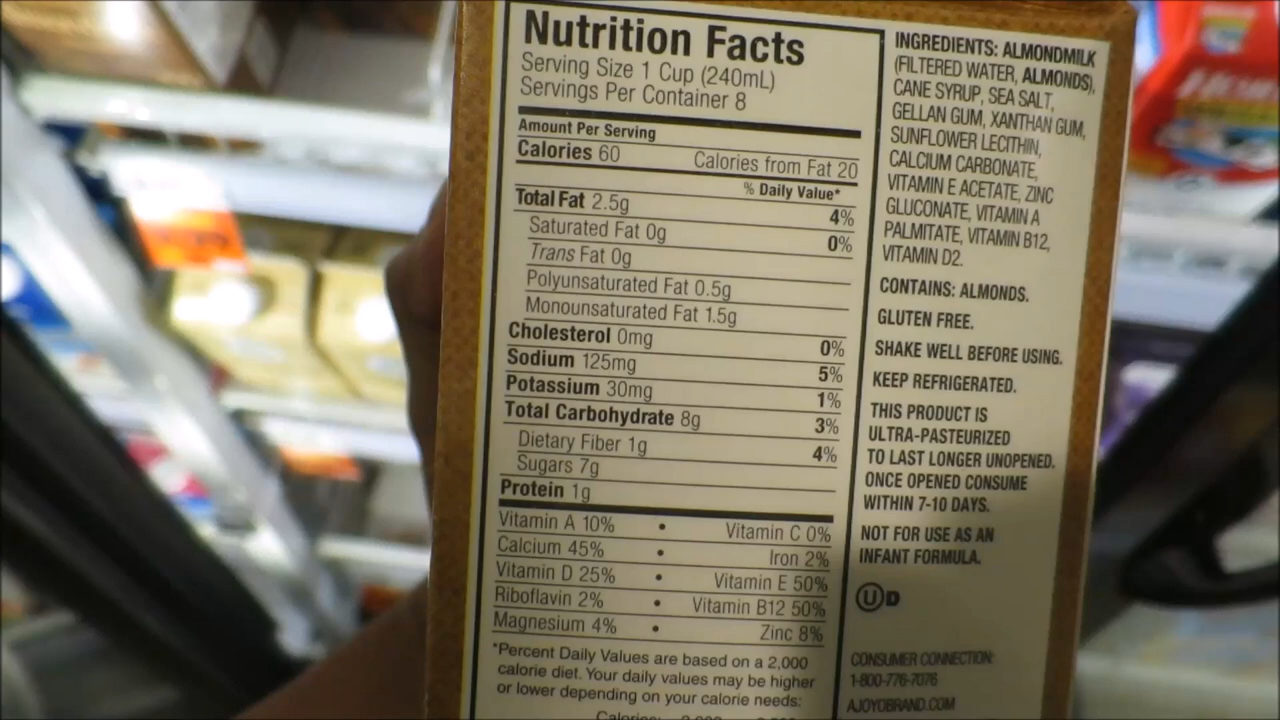 Nutrition Facts
Serving Size 1 Cup (240mL)
Servings Per Container 8
Amount Per Serving
Calories 60 Calories from Fat 20
% Daily Value*
Total Fat 2.5g 4%
Saturated Fat 0g 0%
Trans Fat 0g
Polyunsaturated Fat 0.5g
Monounsaturated Fat 1.5g
Cholesterol 0mg 0%
Sodium 125mg 5%
Potassium 30mg 1%
Total Carbohydrate 8g 3%
Dietary Fiber 1g 4%
Sugars 7g
Protein 1g
Vitamin A 10% • Vitamin C 0%
Calcium 45% • Iron 2%
Vitamin D 25% • Vitamin E 50%
Riboflavin 2% • Vitamin B12 50%
Magnesium 4% • Zinc 8%
*Percent Daily Values are based on a 2,000
calorie diet. Your daily values may be higher
or lower depending on your calorie needs:
Calories:
INGREDIENTS: ALMONDMILK
(FILTERED WATER, ALMONDS),
CANE SYRUP, SEA SALT,
GELLAN GUM, XANTHAN GUM,
SUNFLOWER LECITHIN,
CALCIUM CARBONATE,
VITAMIN E ACETATE, ZINC
GLUCONATE, VITAMIN A
PALMITATE, VITAMIN B12,
VITAMIN D2.
CONTAINS: ALMONDS.
GLUTEN FREE.
SHAKE WELL BEFORE USING.
KEEP REFRIGERATED.
THIS PRODUCT IS
ULTRA-PASTEURIZED
TO LAST LONGER UNOPENED.
ONCE OPENED CONSUME
WITHIN 7-10 DAYS.
NOT FOR USE AS AN
INFANT FORMULA.
U D
CONSUMER CONNECTION:
1-800-776-7076
AJOYOBRAND.COM